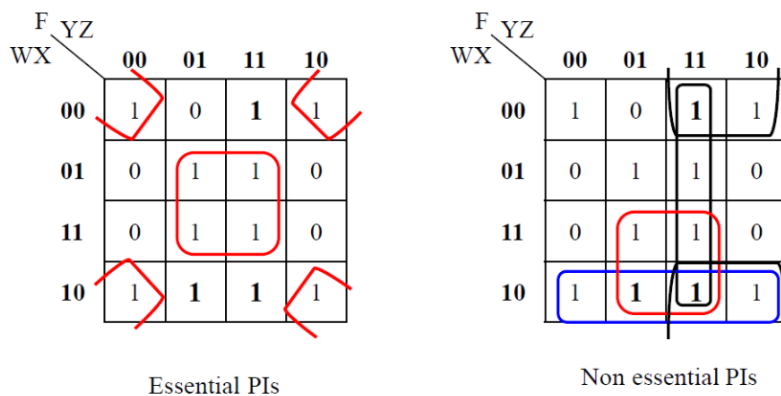 F YZ
WX 00 01 11 10
00 1 0 1 1
01 0 1 1 0
11 0 1 1 0
10 1 1 1 1
Essential PIs
F YZ
WX 00 01 11 10
00 1 0 1 1
01 0 1 1 0
11 0 1 1 0
10 1 1 1 1
Non essential PIs